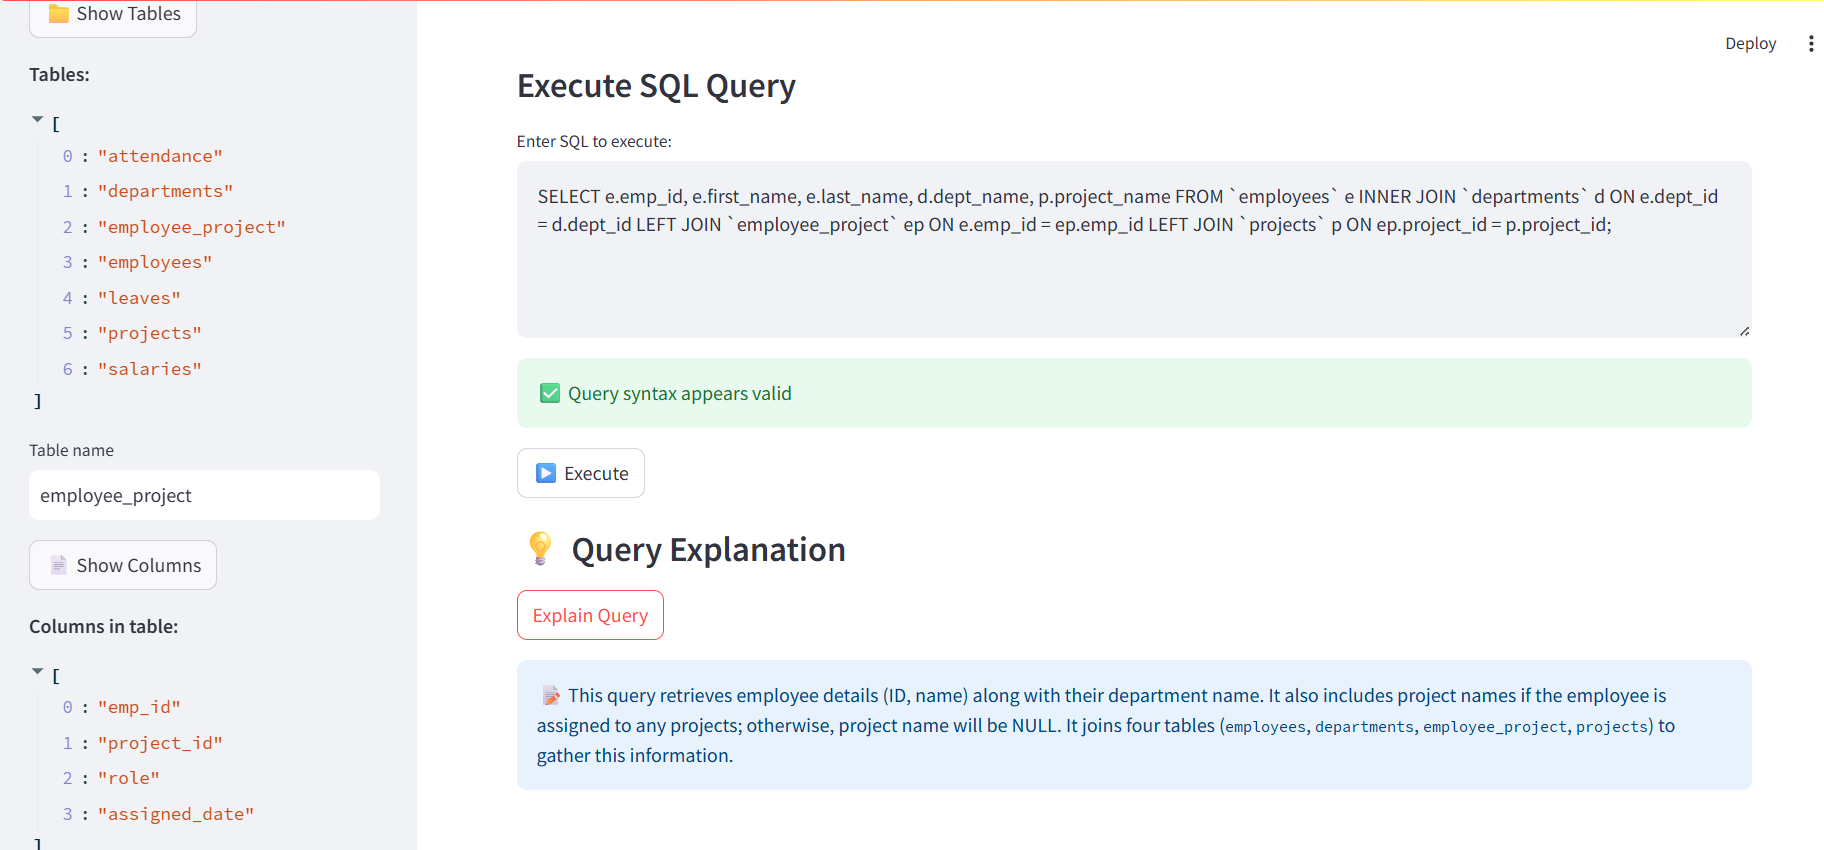 Show Tables
Tables:
[
0 : "attendance"
1 : "departments"
2 : "employee_project"
3 : "employees"
4 : "leaves"
5 : "projects"
6 : "salaries"
]
Table name
employee_project
Show Columns
Columns in table:
[
0 : "emp_id"
1 : "project_id"
2 : "role"
3 : "assigned_date"
]
Deploy
Execute SQL Query
Enter SQL to execute:
SELECT e.emp_id, e.first_name, e.last_name, d.dept_name, p.project_name FROM `employees` e INNER JOIN `departments` d ON e.dept_id
= d.dept_id LEFT JOIN `employee_project` ep ON e.emp_id = ep.emp_id LEFT JOIN `projects` p ON ep.project_id = p.project_id;
Query syntax appears valid
Execute
Query Explanation
Explain Query
This query retrieves employee details (ID, name) along with their department name. It also includes project names if the employee is
assigned to any projects; otherwise, project name will be NULL. It joins four tables (employees, departments, employee_project, projects) to
gather this information.